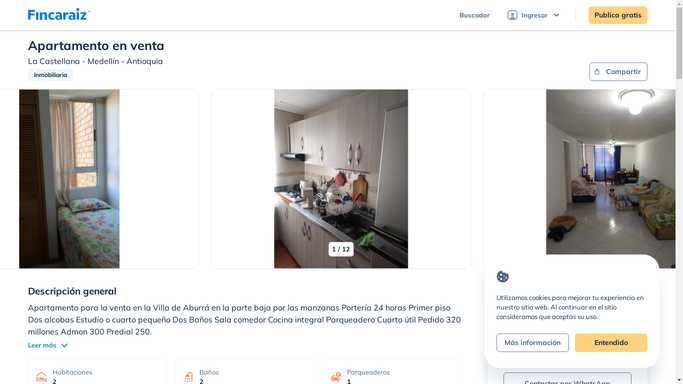 Fincaraiz
Buscador
Ingresar
Publica gratis
Apartamento en venta
La Castellana - Medellín - Antioquia
Inmobiliaria
Compartir
1 / 12
Descripción general
Apartamento para la venta en la Villa de Aburrá en la parte baja por las manzanas Portería 24 horas Primer piso
Dos alcobas Estudio o cuarto pequeño Dos Baños Sala comedor Cocina integral Parqueadero Cuarto útil Pedido 320
millones Admon 300 Predial 250.
Leer más
Habitaciones
2
Baños
2
Parqueaderos
1
Utilizamos cookies para mejorar tu experiencia en
nuestro sitio web. Al continuar en el sitio
consideramos que aceptas su uso.
Más información
Entendido
Contactar por WhatsApp